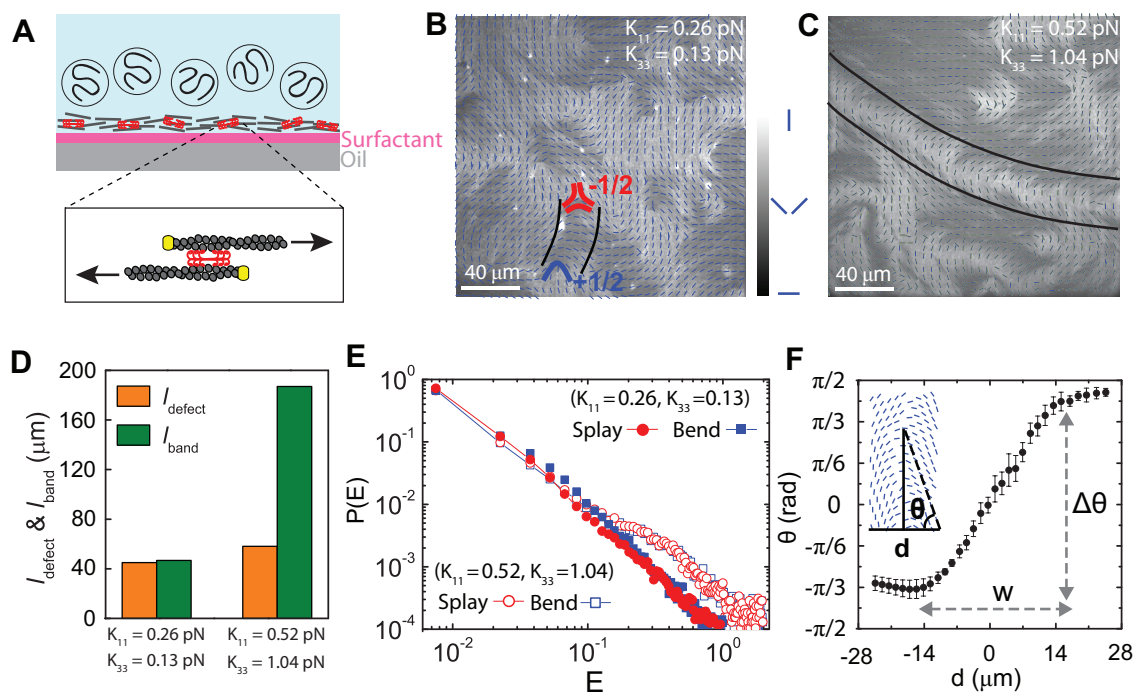 A
Surfactant
Oil
B
K11 = 0.26 pN
K33 = 0.13 pN
-1/2
+1/2
40 μm
C
K11 = 0.52 pN
K33 = 1.04 pN
40 μm
D
ldefect & lband (μm)
200
160
120
80
40
0
ldefect
lband
K11 = 0.26 pN
K33 = 0.13 pN
K11 = 0.52 pN
K33 = 1.04 pN
E
P(E)
10^0
10^-1
10^-2
10^-3
10^-4
(K11 = 0.26, K33 = 0.13)
Splay Bend
(K11 = 0.52, K33 = 1.04)
Splay Bend
10^-2 10^-1 10^0
E
F
θ (rad)
π/2
π/3
π/6
0
-π/6
-π/3
-π/2
θ
d
Δθ
w
-28 -14 0 14 28
d (μm)